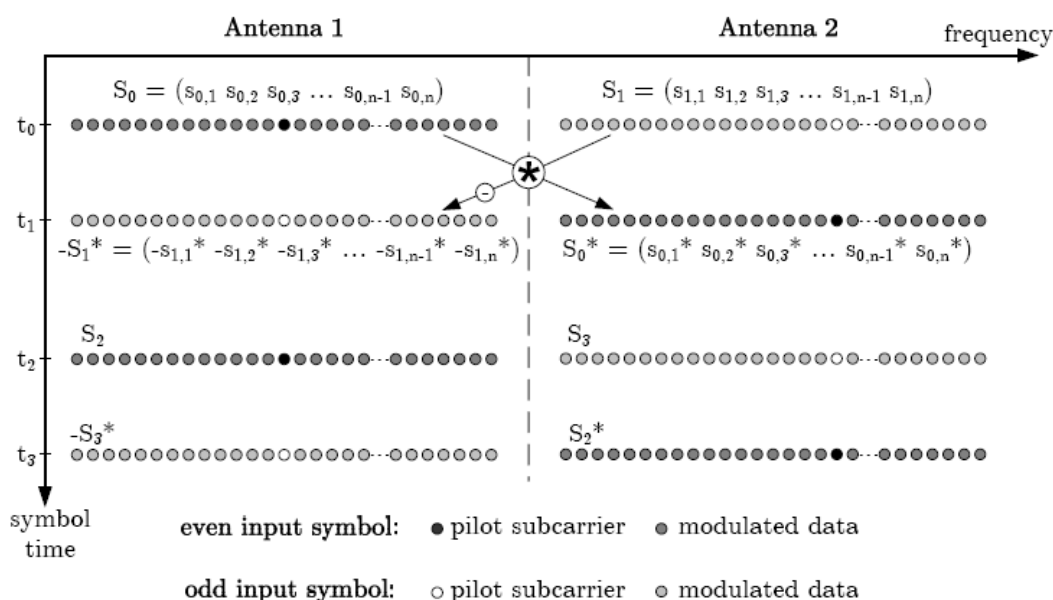 Antenna 1
Antenna 2
frequency
S₀ = (s₀,₁ s₀,₂ s₀,₃ … s₀,ₙ₋₁ s₀,ₙ)
S₁ = (s₁,₁ s₁,₂ s₁,₃ … s₁,ₙ₋₁ s₁,ₙ)
t₀
*
-
t₁
-S₁* = (-s₁,₁* -s₁,₂* -s₁,₃* … -s₁,ₙ₋₁* -s₁,ₙ*)
S₀* = (s₀,₁* s₀,₂* s₀,₃* … s₀,ₙ₋₁* s₀,ₙ*)
S₂
S₃
t₂
-S₃*
S₂*
t₃
symbol
time
even input symbol: pilot subcarrier modulated data
odd input symbol: pilot subcarrier modulated data